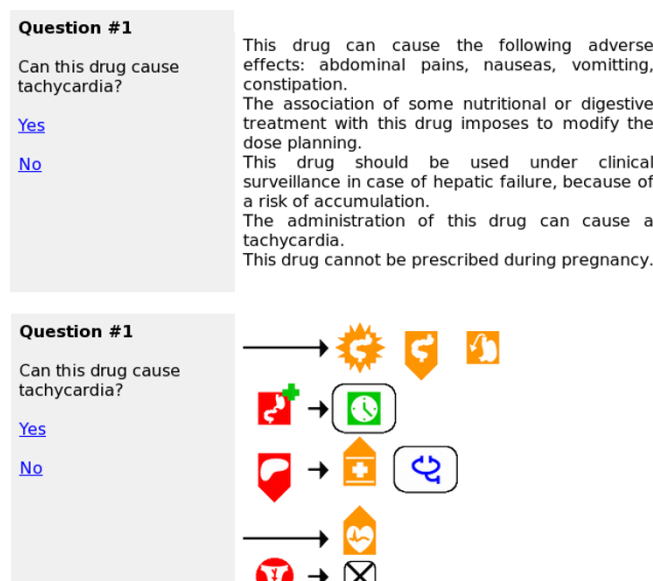 Question #1
Can this drug cause
tachycardia?
Yes
No
This drug can cause the following adverse
effects: abdominal pains, nauseas, vomitting,
constipation.
The association of some nutritional or digestive
treatment with this drug imposes to modify the
dose planning.
This drug should be used under clinical
surveillance in case of hepatic failure, because of
a risk of accumulation.
The administration of this drug can cause a
tachycardia.
This drug cannot be prescribed during pregnancy.
Question #1
Can this drug cause
tachycardia?
Yes
No